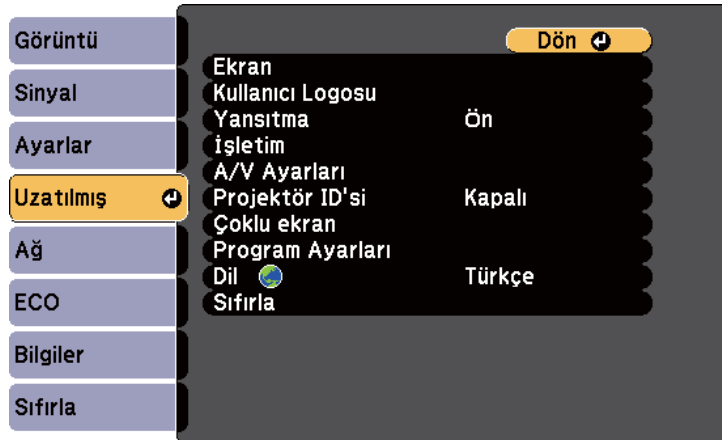 Görüntü
Sinyal
Ayarlar
Uzatılmış
Ağ
ECO
Bilgiler
Sıfırla
Dön
Ekran
Kullanıcı Logosu
Yansıtma Ön
İşletim
A/V Ayarları
Projektör ID'si Kapalı
Çoklu ekran
Program Ayarları
Dil Türkçe
Sıfırla